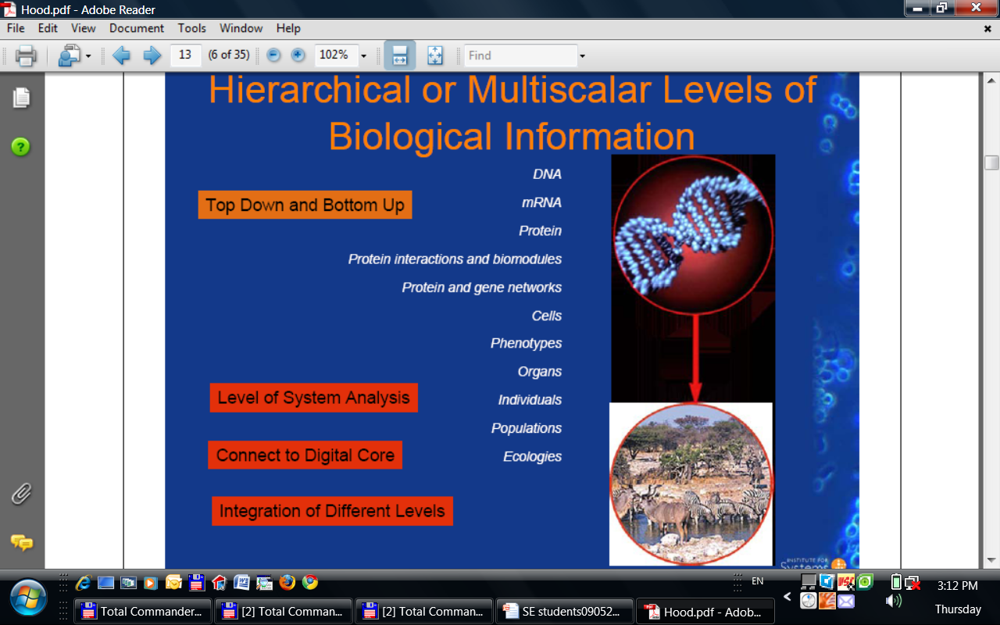 Hood.pdf - Adobe Reader
File Edit View Document Tools Window Help
13 (6 of 35) 102% Find
Hierarchical or Multiscalar Levels of
Biological Information
DNA
Top Down and Bottom Up
mRNA
Protein
Protein interactions and biomodules
Protein and gene networks
Cells
Phenotypes
Organs
Level of System Analysis
Individuals
Populations
Connect to Digital Core
Ecologies
Integration of Different Levels
INSTITUTE FOR
Systems
EN
3:12 PM
Total Commander... [2] Total Comman... [2] Total Comman... SE students09052... Hood.pdf - Adob...
Thursday